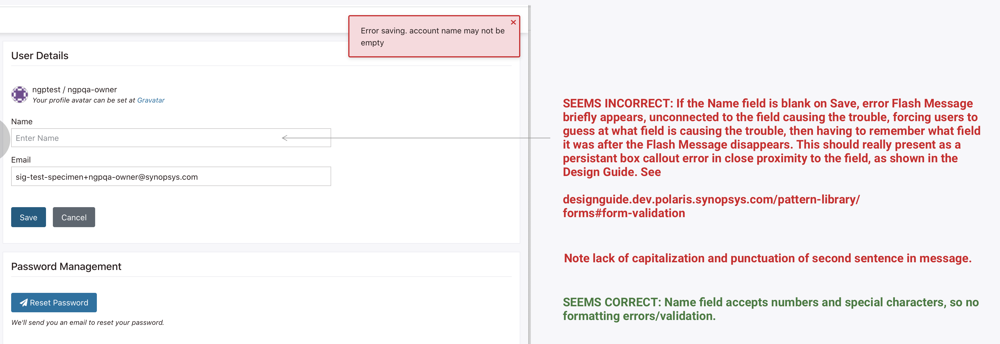 Error saving. account name may not be
empty
User Details
ngptest / ngpqa-owner
Your profile avatar can be set at Gravatar
Name
Enter Name
Email
sig-test-specimen+ngpqa-owner@synopsys.com
Save Cancel
Password Management
Reset Password
We'll send you an email to reset your password.
SEEMS INCORRECT: If the Name field is blank on Save, error Flash Message
briefly appears, unconnected to the field causing the trouble, forcing users to
guess at what field is causing the trouble, then having to remember what field
it was after the Flash Message disappears. This should really present as a
persistant box callout error in close proximity to the field, as shown in the
Design Guide. See
designguide.dev.polaris.synopsys.com/pattern-library/
forms#form-validation
Note lack of capitalization and punctuation of second sentence in message.
SEEMS CORRECT: Name field accepts numbers and special characters, so no
formatting errors/validation.